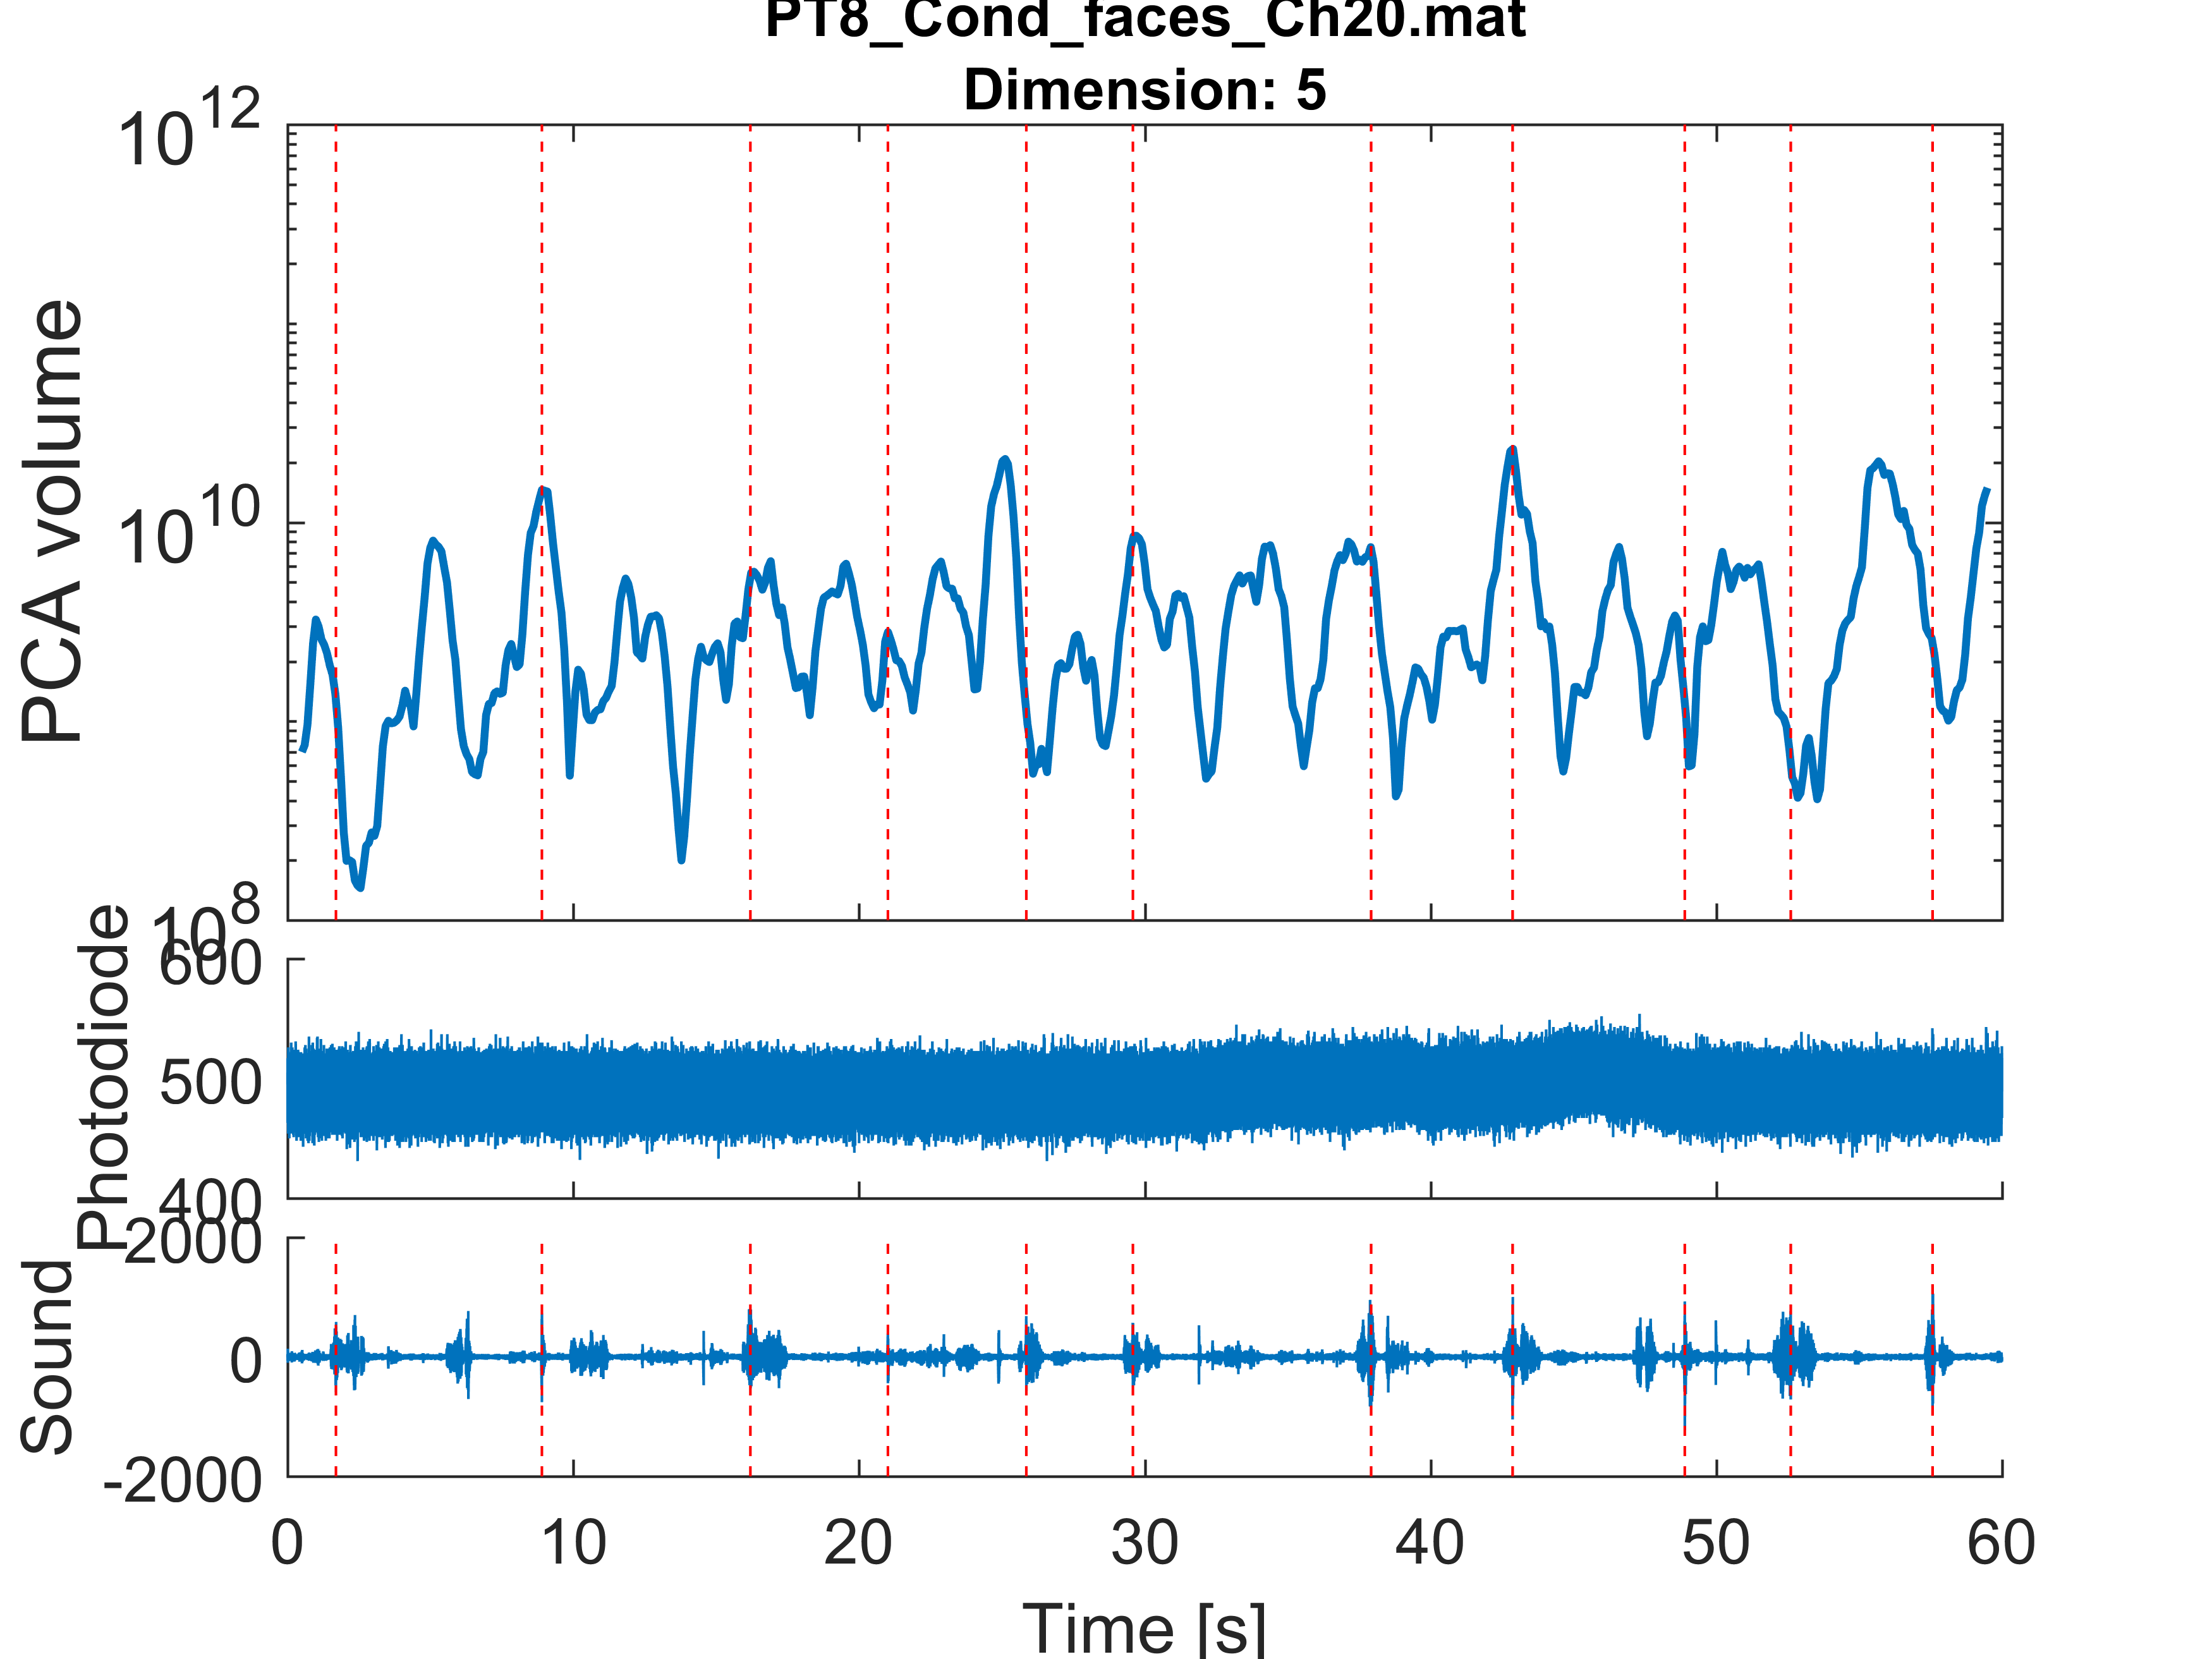 PT8_Cond_faces_Ch20.mat
Dimension: 5
10^12
10^10
10^8
PCA volume
600
500
400
Photodiode
2000
0
-2000
Sound
0 10 20 30 40 50 60
Time [s]